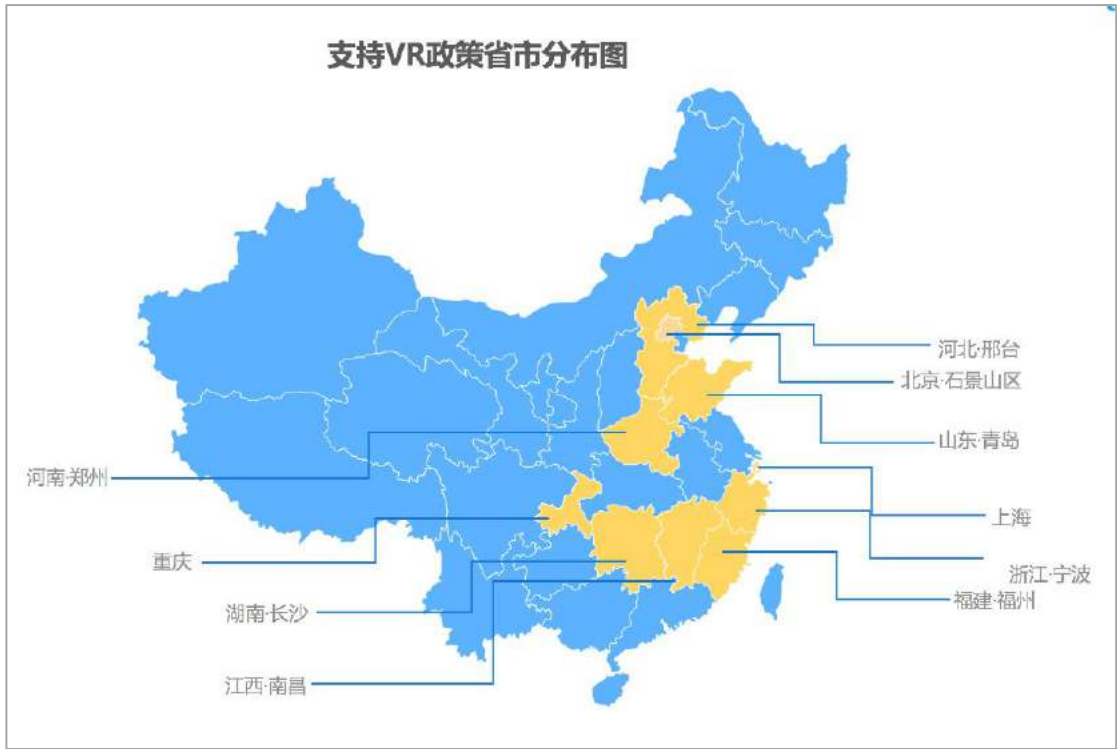 支持VR政策省市分布图
河北·邢台
北京·石景山区
山东·青岛
河南·郑州
上海
重庆
浙江·宁波
福建·福州
湖南·长沙
江西·南昌